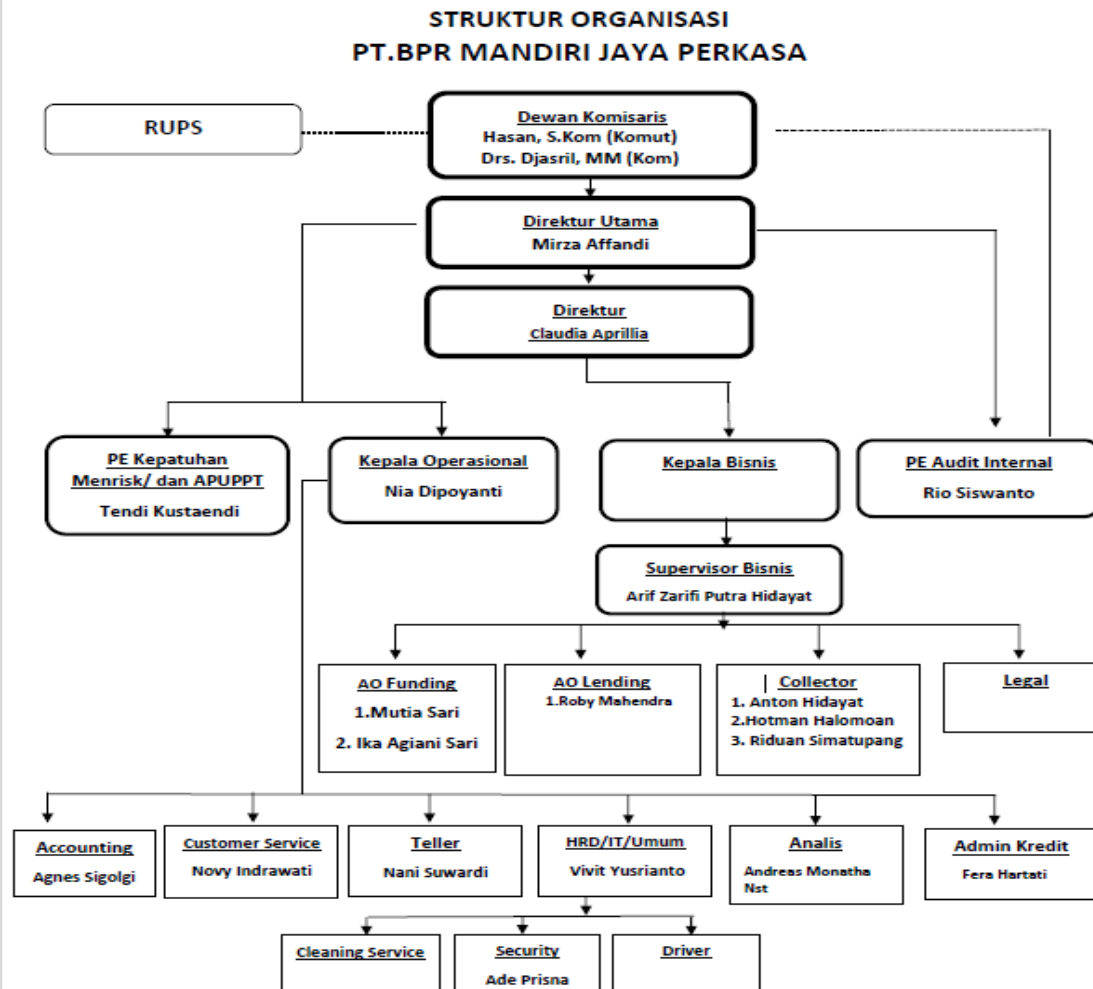 STRUKTUR ORGANISASI
PT.BPR MANDIRI JAYA PERKASA
RUPS
Dewan Komisaris
Hasan, S.Kom (Komut)
Drs. Djasril, MM (Kom)
Direktur Utama
Mirza Affandi
Direktur
Claudia Aprillia
PE Kepatuhan
Menrisk/ dan APUPPT
Tendi Kustaendi
Kepala Operasional
Nia Dipoyanti
Kepala Bisnis
PE Audit Internal
Rio Siswanto
Supervisor Bisnis
Arif Zarifi Putra Hidayat
AO Funding
1.Mutia Sari
2. Ika Agiani Sari
AO Lending
1.Roby Mahendra
Collector
1. Anton Hidayat
2.Hotman Halomoan
3. Riduan Simatupang
Legal
Accounting
Agnes Sigolgi
Customer Service
Novy Indrawati
Teller
Nani Suwardi
HRD/IT/Umum
Vivit Yusrianto
Analis
Andreas Monatha
Nst
Admin Kredit
Fera Hartati
Cleaning Service
Security
Ade Prisna
Driver